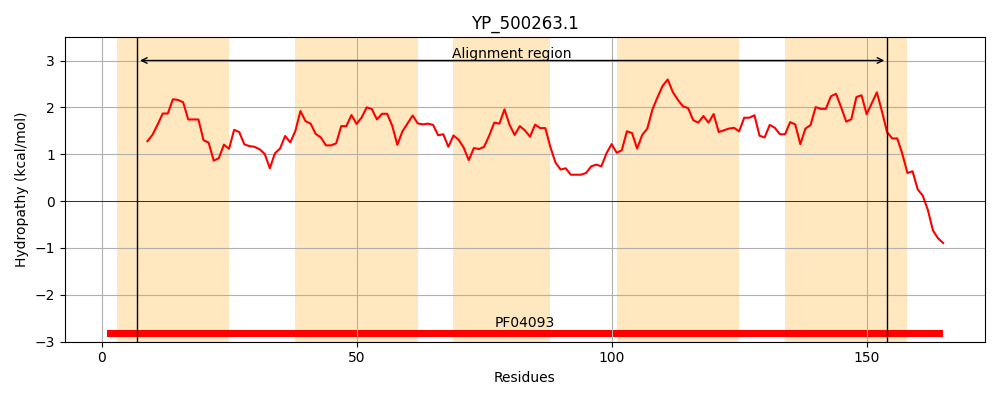 YP_500263.1
Alignment region
3
2
1
0
−1
−2
−3
Hydropathy (kcal/mol)
PF04093
0
50
100
150
Residues